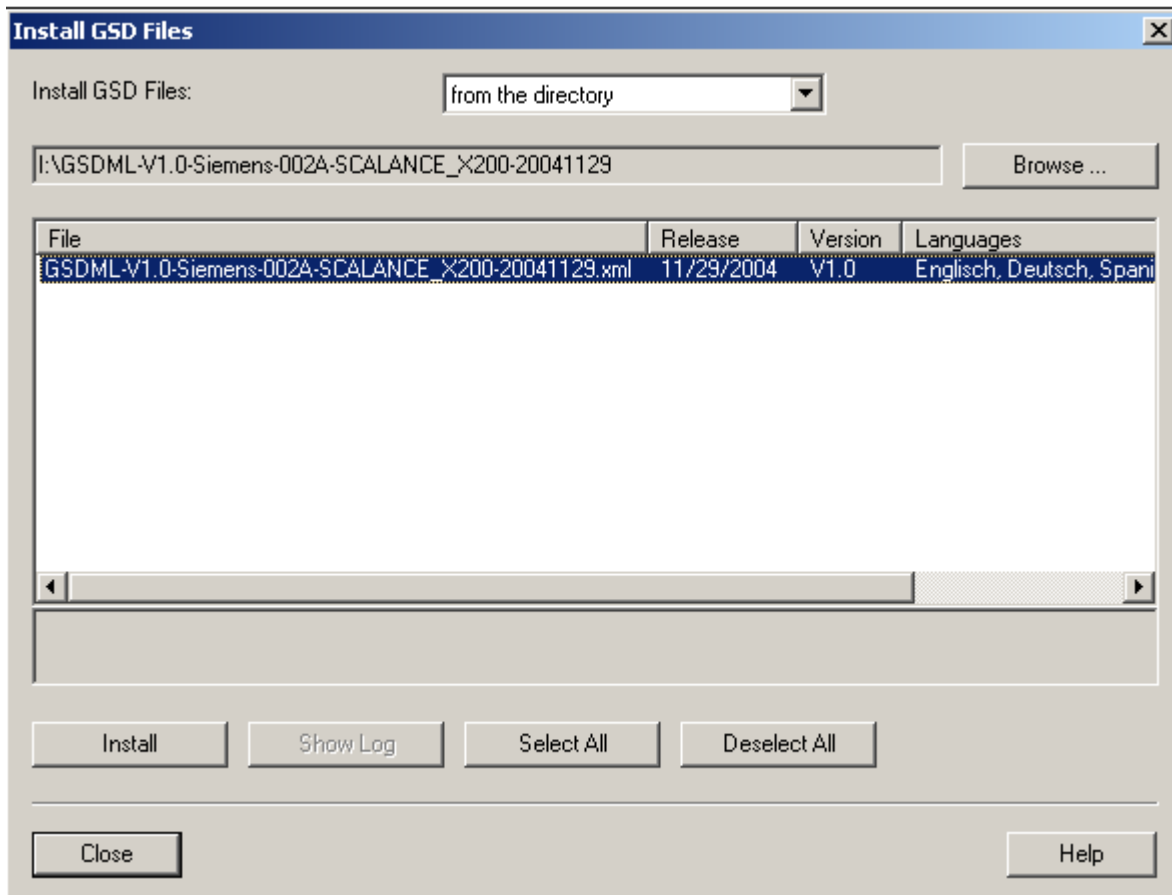 Install GSD Files
Install GSD Files: from the directory
I:\GSDML-V1.0-Siemens-002A-SCALANCE_X200-20041129 Browse ...
File Release Version Languages
GSDML-V1.0-Siemens-002A-SCALANCE_X200-20041129.xml 11/29/2004 V1.0 Englisch, Deutsch, Spani
Install Show Log Select All Deselect All
Close Help